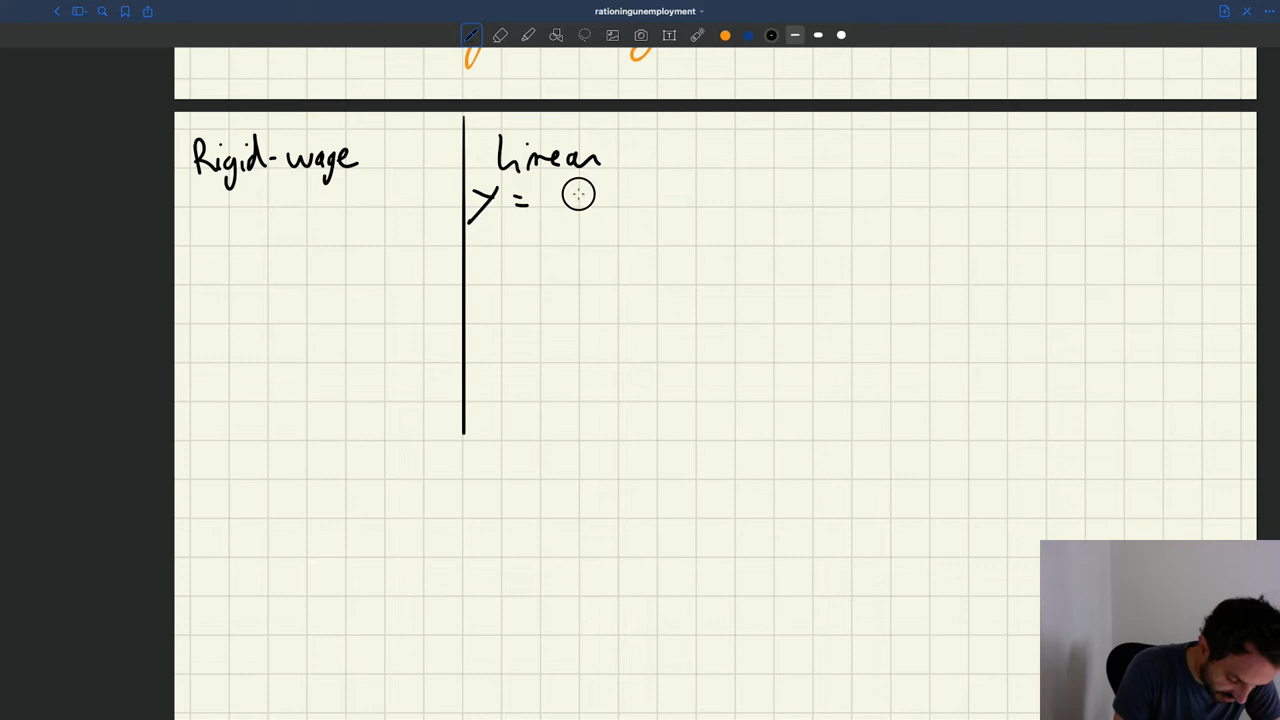 rationingunemployment
Rigid-wage
Linear
Y =